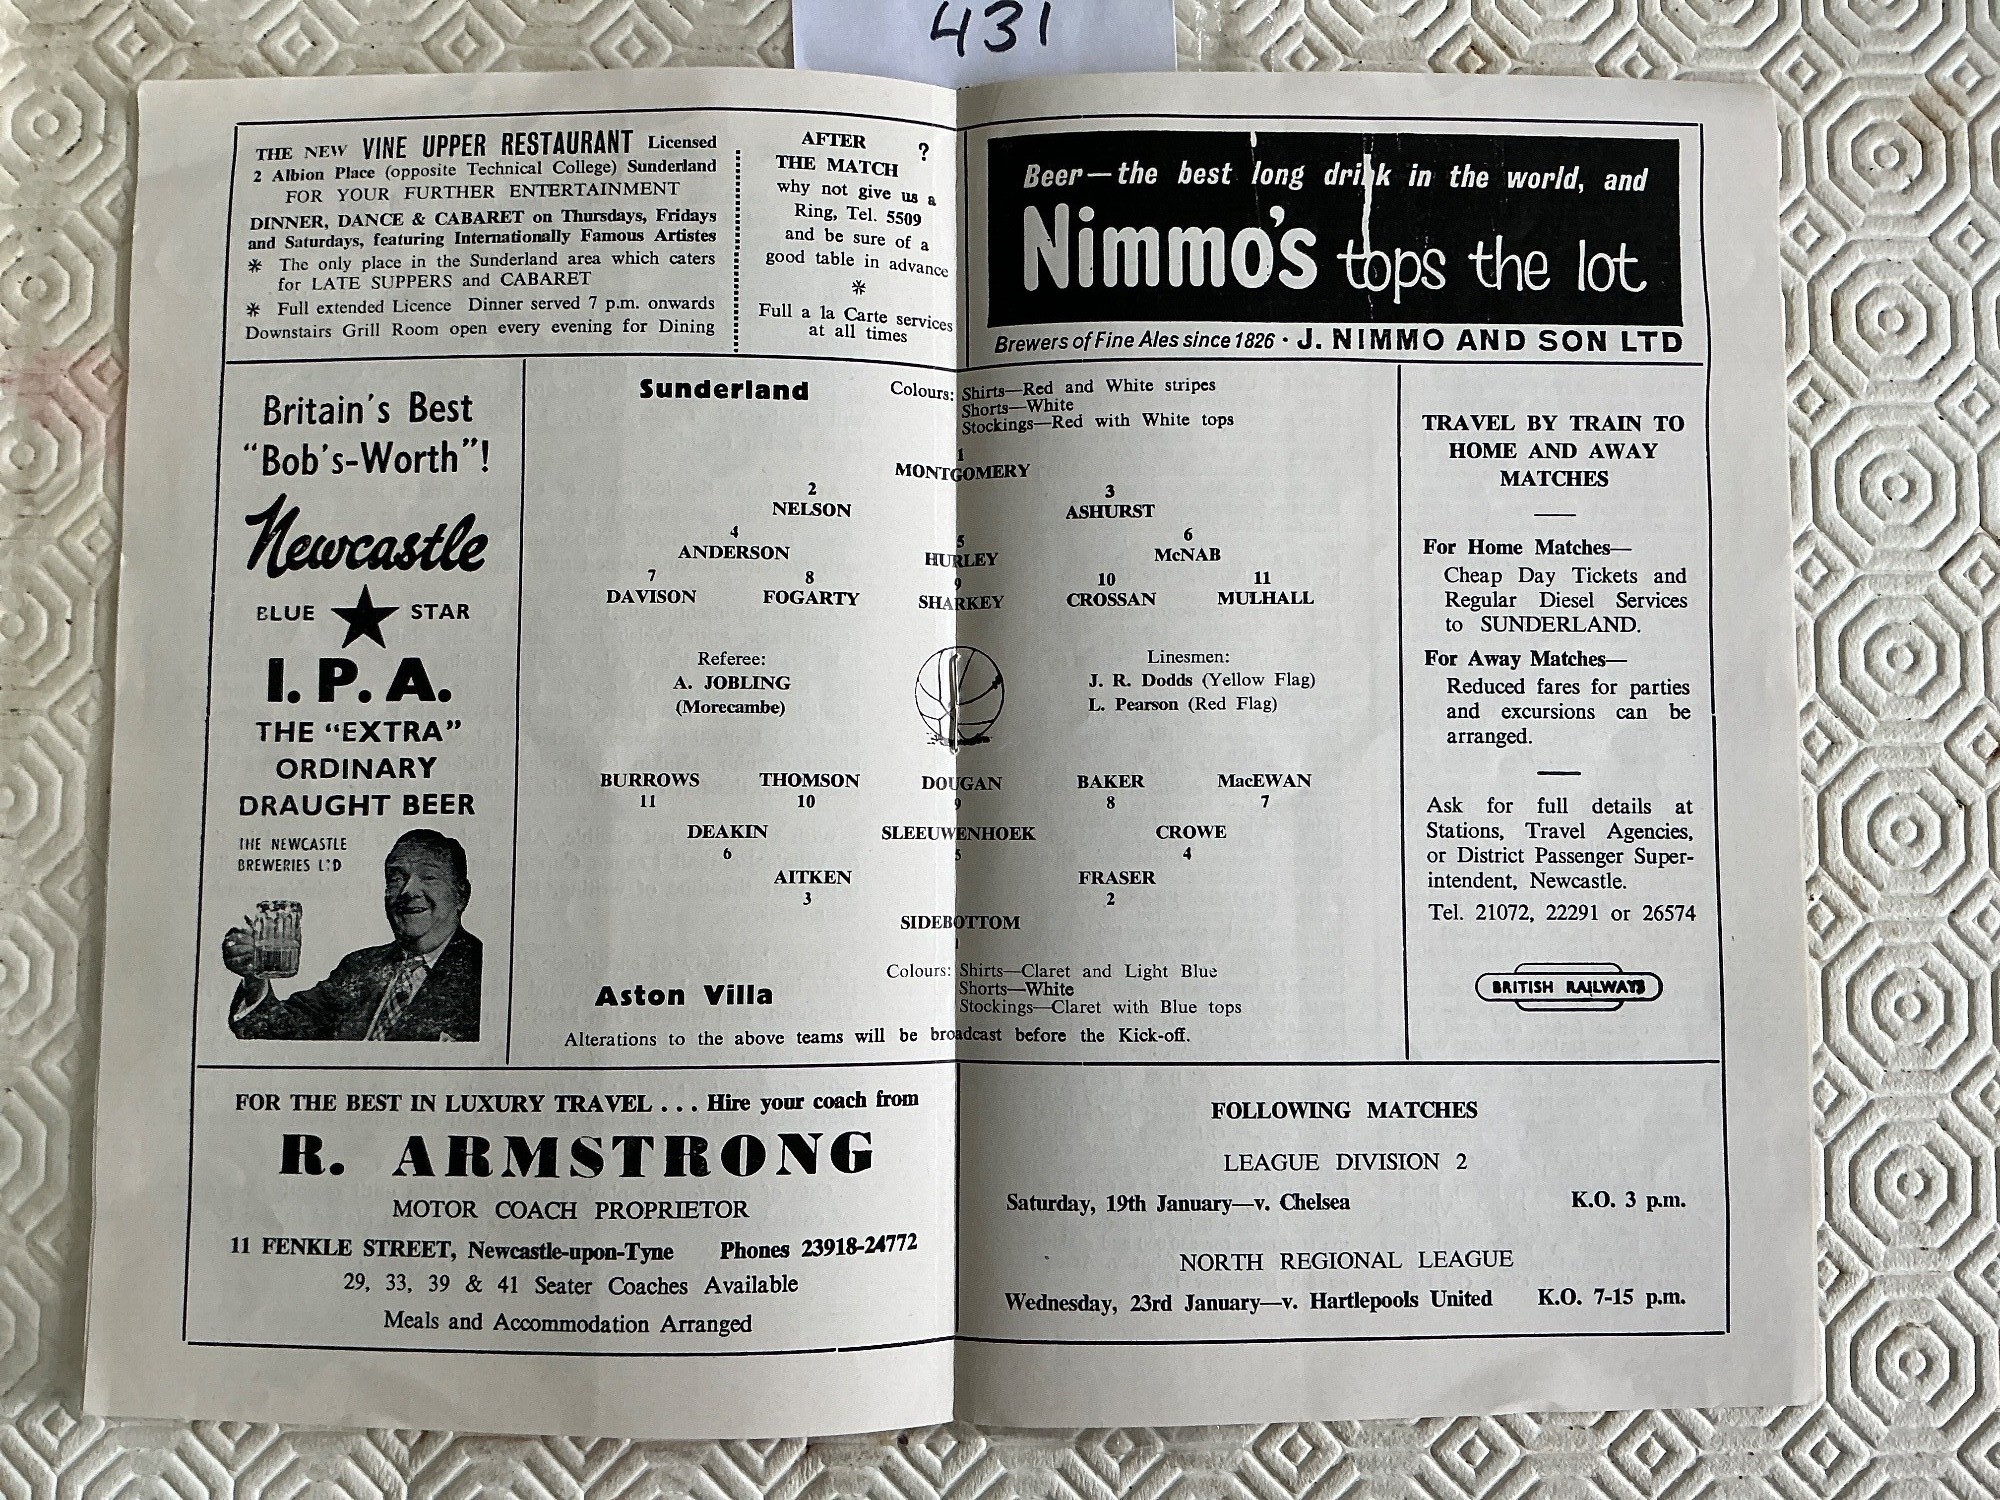 431
THE NEW VINE UPPER RESTAURANT Licensed
2 Albion Place (opposite Technical College) Sunderland
FOR YOUR FURTHER ENTERTAINMENT
DINNER, DANCE & CABARET on Thursdays, Fridays
and Saturdays, featuring Internationally Famous Artistes
* The only place in the Sunderland area which caters
for LATE SUPPERS and CABARET
* Full extended Licence Dinner served 7 p.m. onwards
Downstairs Grill Room open every evening for Dining
AFTER ?
THE MATCH
why not give us a
Ring, Tel. 5509
and be sure of a
good table in advance
*
Full a la Carte services
at all times
Beer—the best long drink in the world, and
Nimmo's tops the lot
Brewers of Fine Ales since 1826 · J. NIMMO AND SON LTD
Britain's Best
"Bob's-Worth"!
Newcastle
BLUE STAR
I.P.A.
THE "EXTRA"
ORDINARY
DRAUGHT BEER
THE NEWCASTLE
BREWERIES LTD
Sunderland Colours: Shirts—Red and White stripes
Shorts—White
Stockings—Red with White tops
1
MONTGOMERY
2 3
NELSON ASHURST
4 5 6
ANDERSON HURLEY McNAB
7 8 9 10 11
DAVISON FOGARTY SHARKEY CROSSAN MULHALL
Referee:
A. JOBLING
(Morecambe)
Linesmen:
J. R. Dodds (Yellow Flag)
L. Pearson (Red Flag)
BURROWS THOMSON DOUGAN BAKER MacEWAN
11 10 9 8 7
DEAKIN SLEEUWENHOEK CROWE
6 5 4
AITKEN FRASER
3 2
SIDEBOTTOM
1
Aston Villa Colours: Shirts—Claret and Light Blue
Shorts—White
Stockings—Claret with Blue tops
Alterations to the above teams will be broadcast before the Kick-off.
TRAVEL BY TRAIN TO
HOME AND AWAY
MATCHES
For Home Matches—
Cheap Day Tickets and
Regular Diesel Services
to SUNDERLAND.
For Away Matches—
Reduced fares for parties
and excursions can be
arranged.
Ask for full details at
Stations, Travel Agencies,
or District Passenger Super-
intendent, Newcastle.
Tel. 21072, 22291 or 26574
BRITISH RAILWAYS
FOR THE BEST IN LUXURY TRAVEL . . . Hire your coach from
R. ARMSTRONG
MOTOR COACH PROPRIETOR
11 FENKLE STREET, Newcastle-upon-Tyne Phones 23918-24772
29, 33, 39 & 41 Seater Coaches Available
Meals and Accommodation Arranged
FOLLOWING MATCHES
LEAGUE DIVISION 2
Saturday, 19th January—v. Chelsea K.O. 3 p.m.
NORTH REGIONAL LEAGUE
Wednesday, 23rd January—v. Hartlepools United K.O. 7-15 p.m.